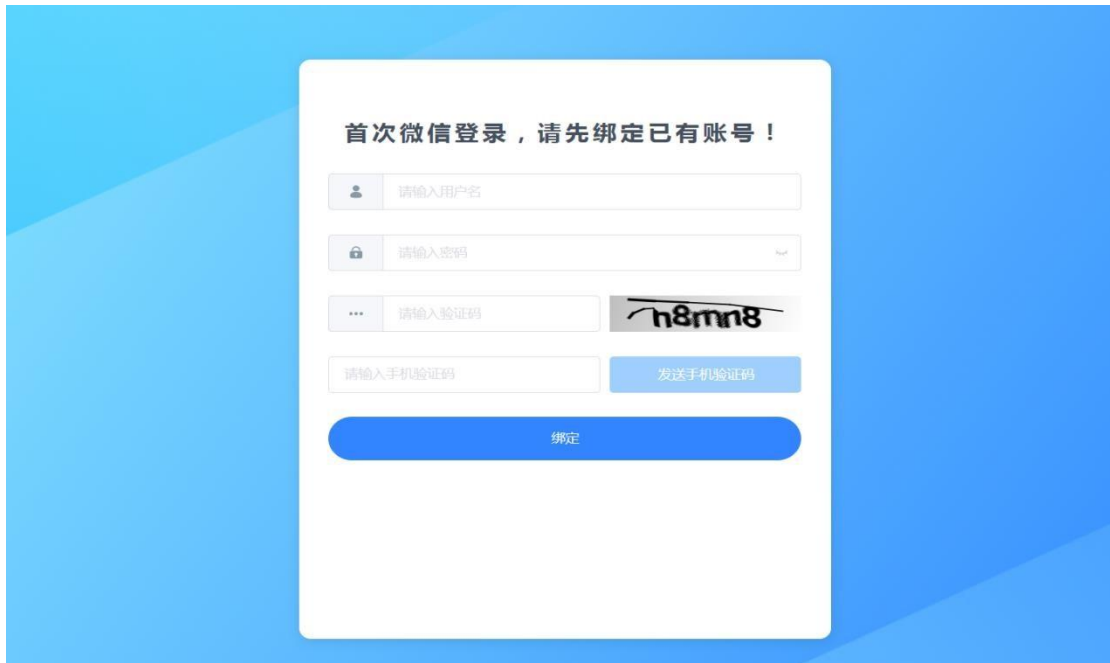 首次微信登录，请先绑定已有账号！
请输入用户名
请输入密码
请输入验证码
h8mn8
请输入手机验证码 发送手机验证码
绑定